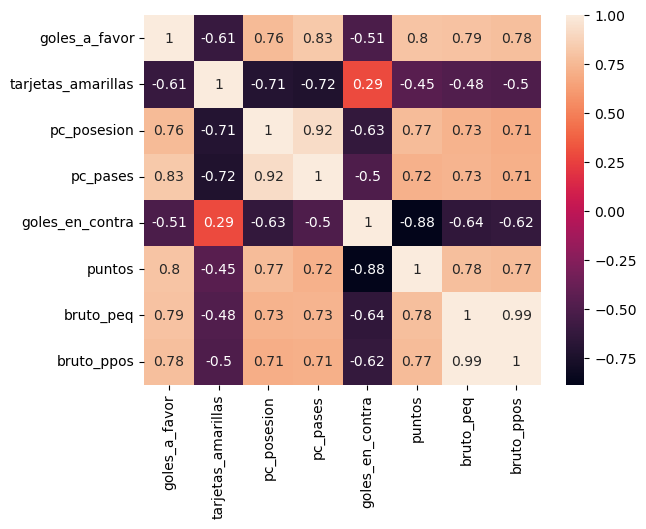 goles_a_favor 1 -0.61 0.76 0.83 -0.51 0.8 0.79 0.78
tarjetas_amarillas -0.61 1 -0.71 -0.72 0.29 -0.45 -0.48 -0.5
pc_posesion 0.76 -0.71 1 0.92 -0.63 0.77 0.73 0.71
pc_pases 0.83 -0.72 0.92 1 -0.5 0.72 0.73 0.71
goles_en_contra -0.51 0.29 -0.63 -0.5 1 -0.88 -0.64 -0.62
puntos 0.8 -0.45 0.77 0.72 -0.88 1 0.78 0.77
bruto_peq 0.79 -0.48 0.73 0.73 -0.64 0.78 1 0.99
bruto_ppos 0.78 -0.5 0.71 0.71 -0.62 0.77 0.99 1
goles_a_favor
tarjetas_amarillas
pc_posesion
pc_pases
goles_en_contra
puntos
bruto_peq
bruto_ppos
1.00
0.75
0.50
0.25
0.00
−0.25
−0.50
−0.75